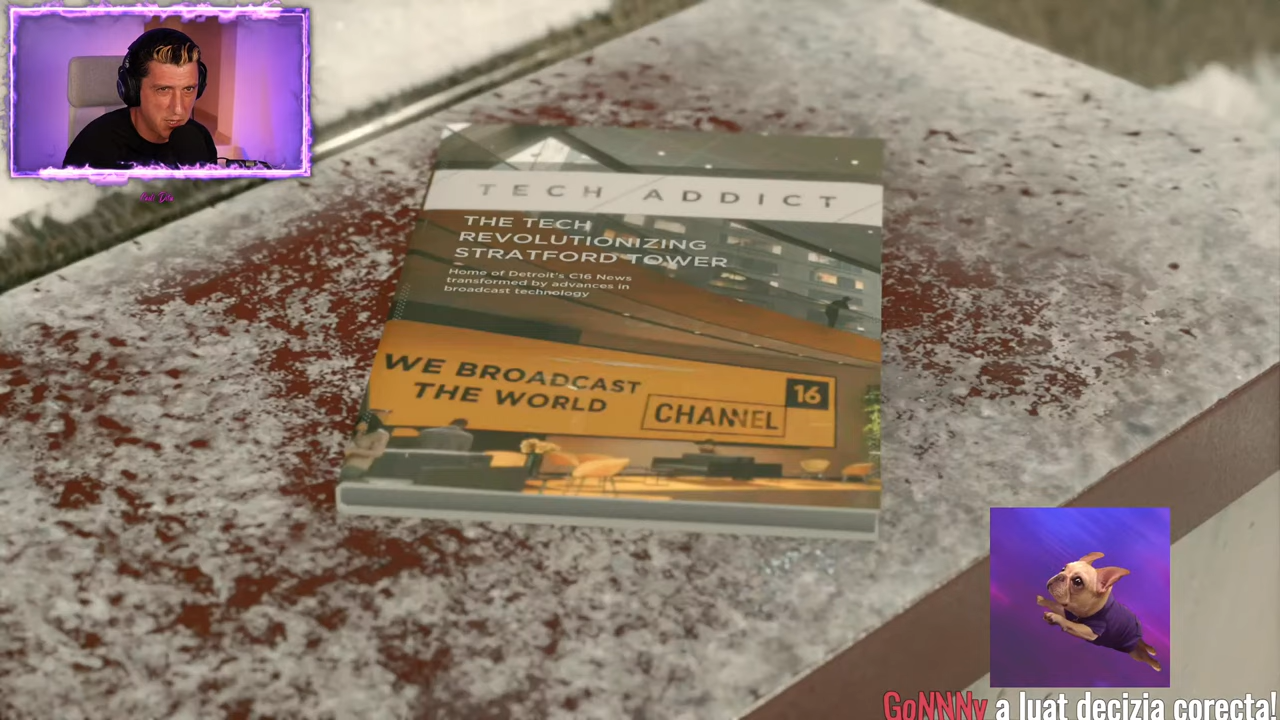 TECH ADDICT
THE TECH
REVOLUTIONIZING
STRATFORD TOWER
Home of Detroit's C16 News
transformed by advances in
broadcast technology
WE BROADCAST
THE WORLD
16
CHANNEL
GoNNNy a luat decizia corecta!